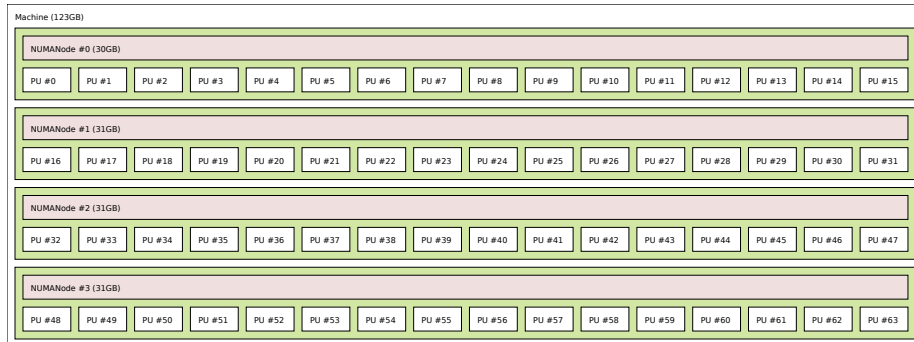 Machine (123GB)
NUMANode #0 (30GB)
PU #0 PU #1 PU #2 PU #3 PU #4 PU #5 PU #6 PU #7 PU #8 PU #9 PU #10 PU #11 PU #12 PU #13 PU #14 PU #15
NUMANode #1 (31GB)
PU #16 PU #17 PU #18 PU #19 PU #20 PU #21 PU #22 PU #23 PU #24 PU #25 PU #26 PU #27 PU #28 PU #29 PU #30 PU #31
NUMANode #2 (31GB)
PU #32 PU #33 PU #34 PU #35 PU #36 PU #37 PU #38 PU #39 PU #40 PU #41 PU #42 PU #43 PU #44 PU #45 PU #46 PU #47
NUMANode #3 (31GB)
PU #48 PU #49 PU #50 PU #51 PU #52 PU #53 PU #54 PU #55 PU #56 PU #57 PU #58 PU #59 PU #60 PU #61 PU #62 PU #63